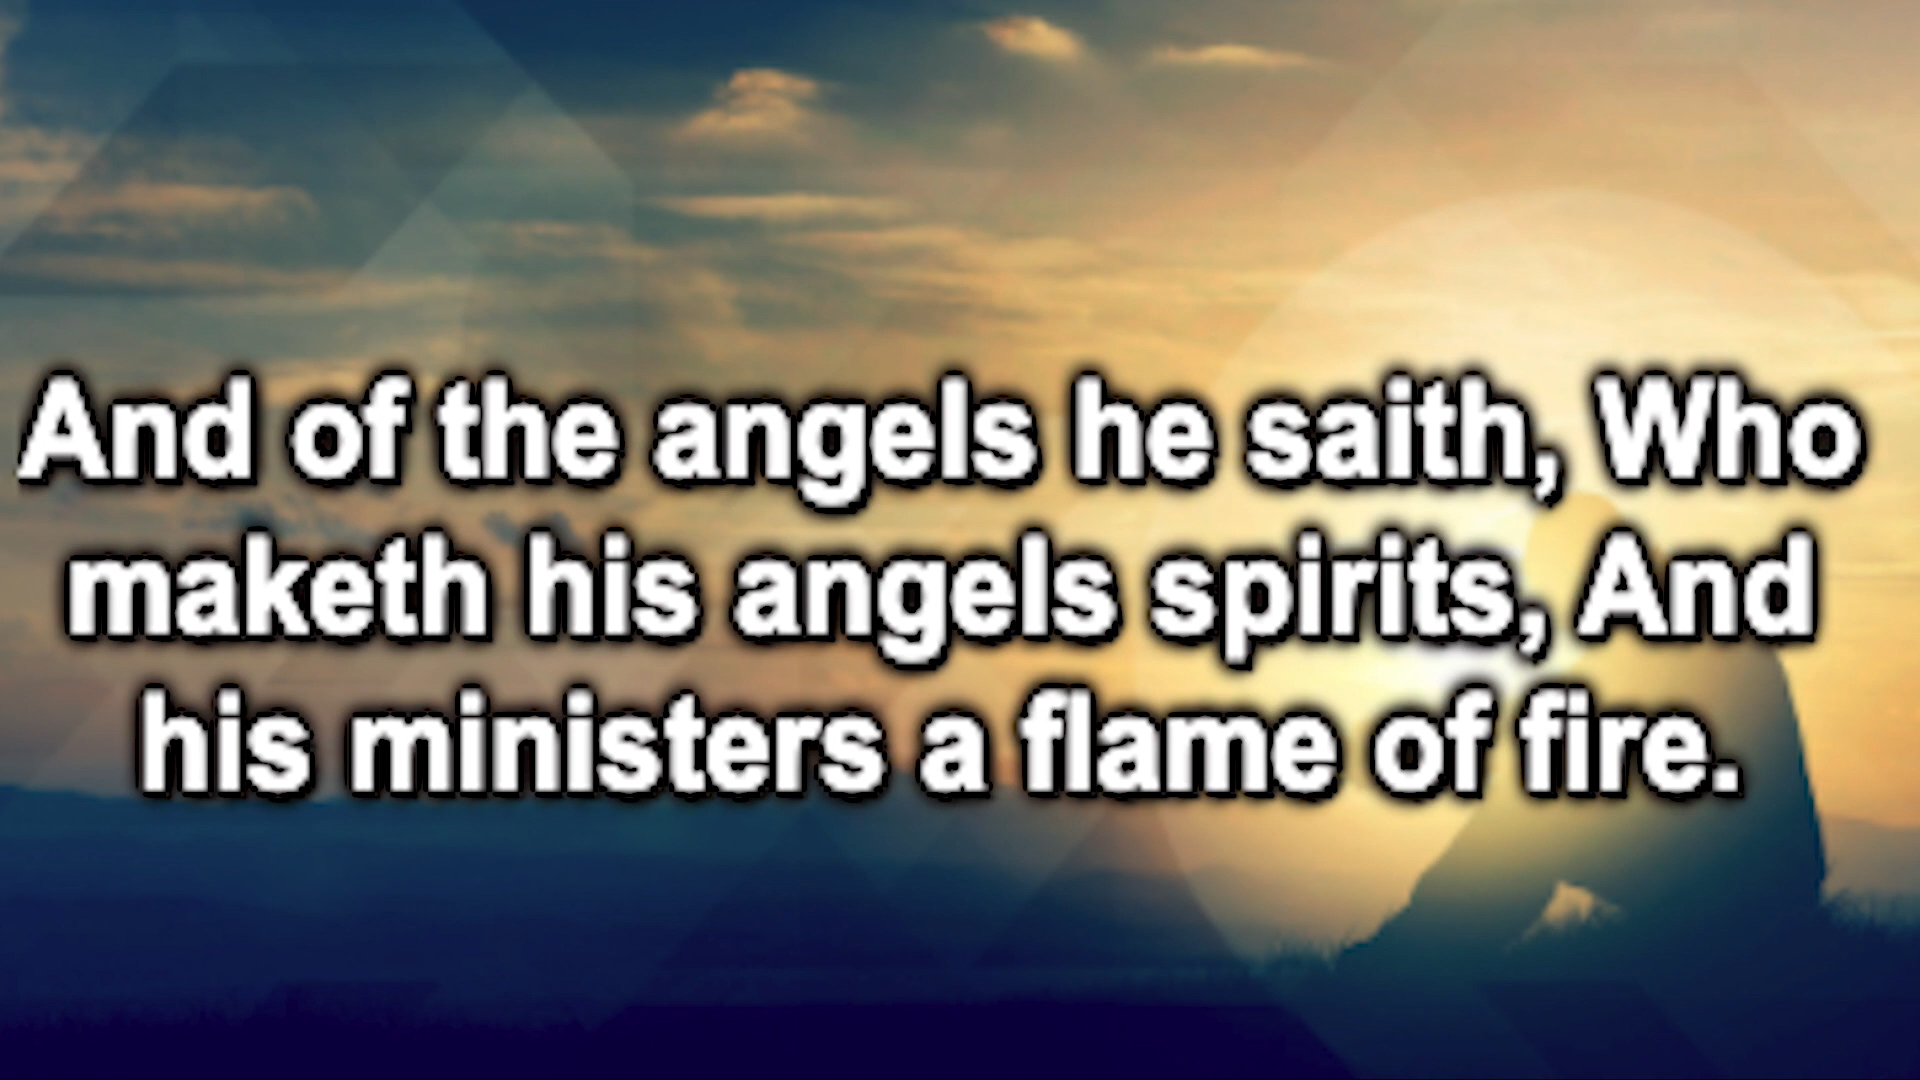 And of the angels he saith, Who
maketh his angels spirits, And
his ministers a flame of fire.